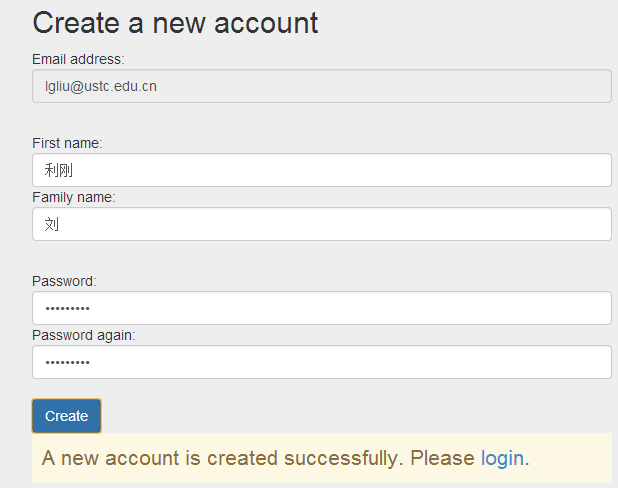 Create a new account
Email address:
lgliu@ustc.edu.cn
First name:
利刚
Family name:
刘
Password:
•••••••••
Password again:
•••••••••
Create
A new account is created successfully. Please login.